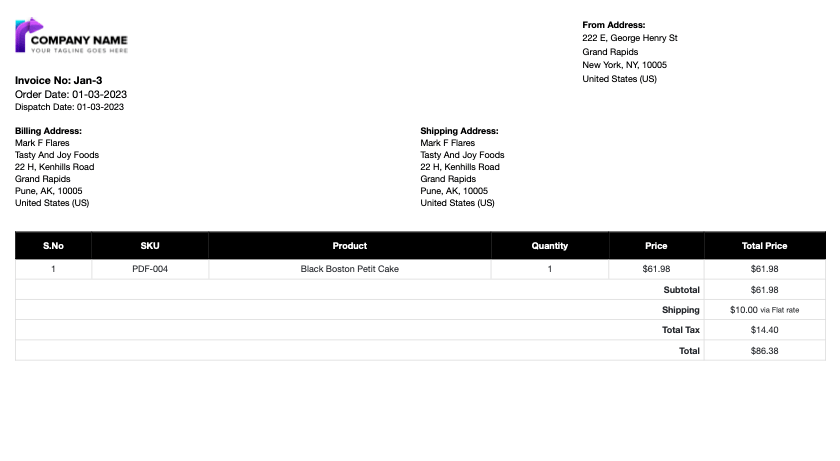 COMPANY NAME
YOUR TAGLINE GOES HERE
From Address:
222 E, George Henry St
Grand Rapids
New York, NY, 10005
United States (US)
Invoice No: Jan-3
Order Date: 01-03-2023
Dispatch Date: 01-03-2023
Billing Address:
Mark F Flares
Tasty And Joy Foods
22 H, Kenhills Road
Grand Rapids
Pune, AK, 10005
United States (US)
Shipping Address:
Mark F Flares
Tasty And Joy Foods
22 H, Kenhills Road
Grand Rapids
Pune, AK, 10005
United States (US)
S.No SKU Product Quantity Price Total Price
1 PDF-004 Black Boston Petit Cake 1 $61.98 $61.98
Subtotal $61.98
Shipping $10.00 via Flat rate
Total Tax $14.40
Total $86.38